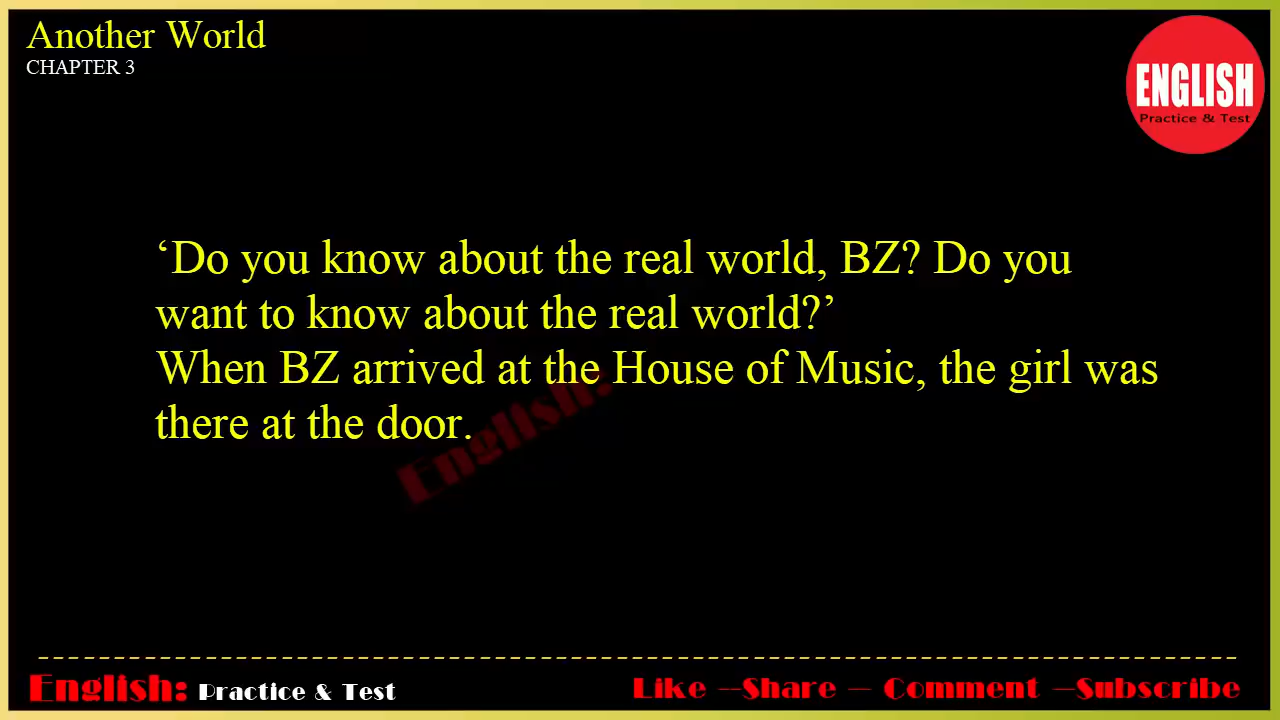 Another World
CHAPTER 3
ENGLISH
Practice & Test
‘Do you know about the real world, BZ? Do you
want to know about the real world?’
When BZ arrived at the House of Music, the girl was
there at the door.
English:
English: Practice & Test
Like –Share – Comment –Subscribe